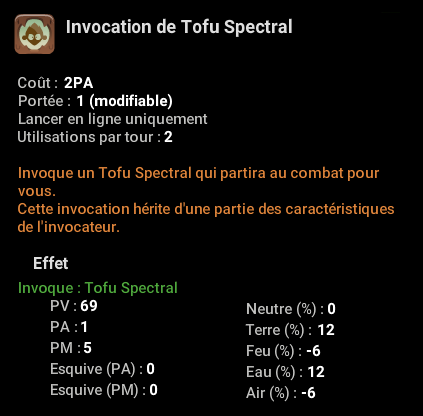 Invocation de Tofu Spectral
Coût : 2PA
Portée : 1 (modifiable)
Lancer en ligne uniquement
Utilisations par tour : 2
Invoque un Tofu Spectral qui partira au combat pour
vous.
Cette invocation hérite d'une partie des caractéristiques
de l'invocateur.
Effet
Invoque : Tofu Spectral
PV : 69
PA : 1
PM : 5
Esquive (PA) : 0
Esquive (PM) : 0
Neutre (%) : 0
Terre (%) : 12
Feu (%) : -6
Eau (%) : 12
Air (%) : -6